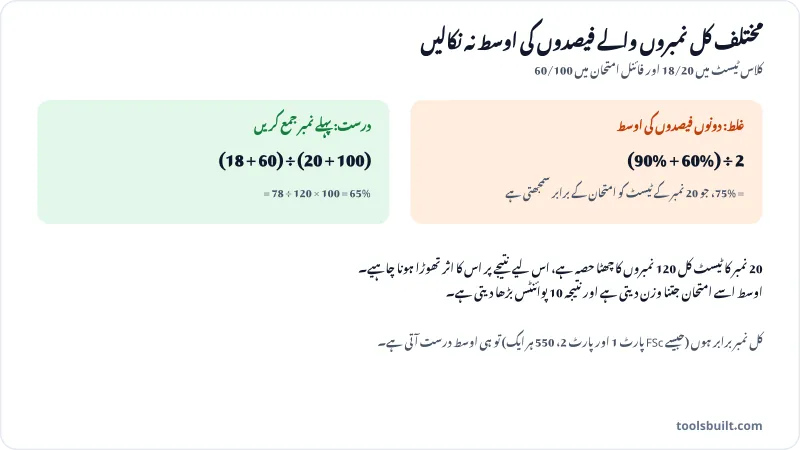 مختلف کل نمبروں والے فیصدوں کی اوسط نہ نکالیں
کلاس ٹیسٹ میں 18/20 اور فائنل امتحان میں 60/100
غلط: دونوں فیصدوں کی اوسط
(90% + 60%) ÷ 2
= 75%، جو 20 نمبر کے ٹیسٹ کو امتحان کے برابر سمجھتی ہے
درست: پہلے نمبر جمع کریں
(18 + 60) ÷ (20 + 100)
= 78 ÷ 120 × 100 = 65%
20 نمبر کا ٹیسٹ کل 120 نمبروں کا چھٹا حصہ ہے، اس لیے نتیجے پر اس کا اثر تھوڑا ہونا چاہیے۔
اوسط اسے امتحان جتنا وزن دیتی ہے اور نتیجہ 10 پوائنٹس بڑھا دیتی ہے۔
کل نمبر برابر ہوں (جیسے FSc پارٹ 1 اور پارٹ 2، 550 ہر ایک) تو ہی اوسط درست آتی ہے۔
toolsbuilt.com